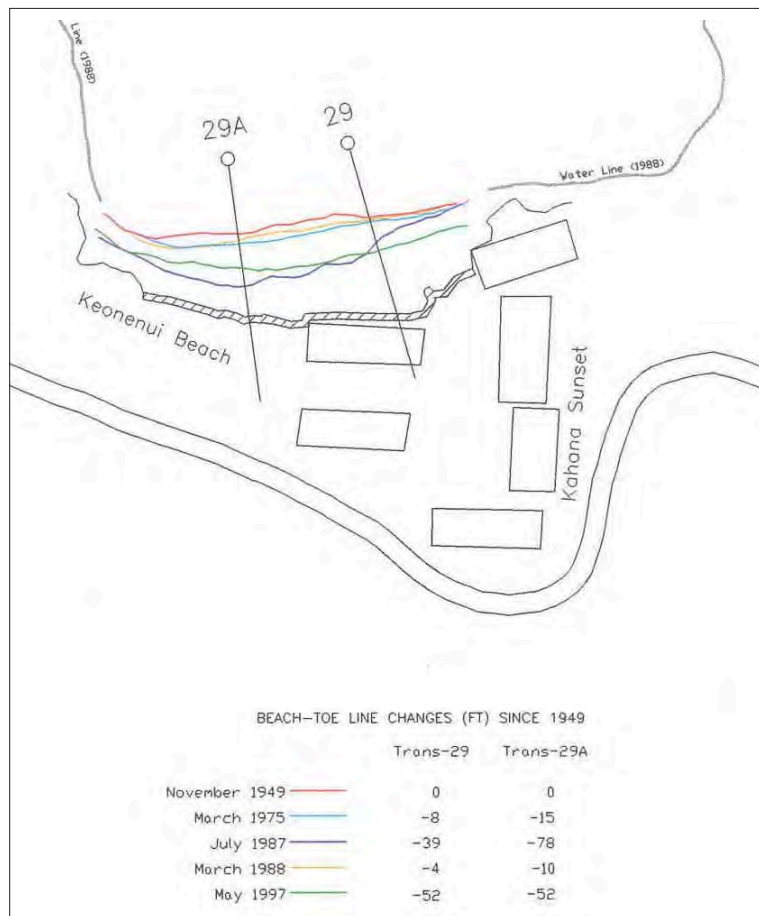 Line (1988)
29A
29
Water Line (1988)
Keonenui Beach
Kahana Sunset
BEACH-TOE LINE CHANGES (FT) SINCE 1949
Trans-29 Trans-29A
November 1949 0 0
March 1975 -8 -15
July 1987 -39 -78
March 1988 -4 -10
May 1997 -52 -52